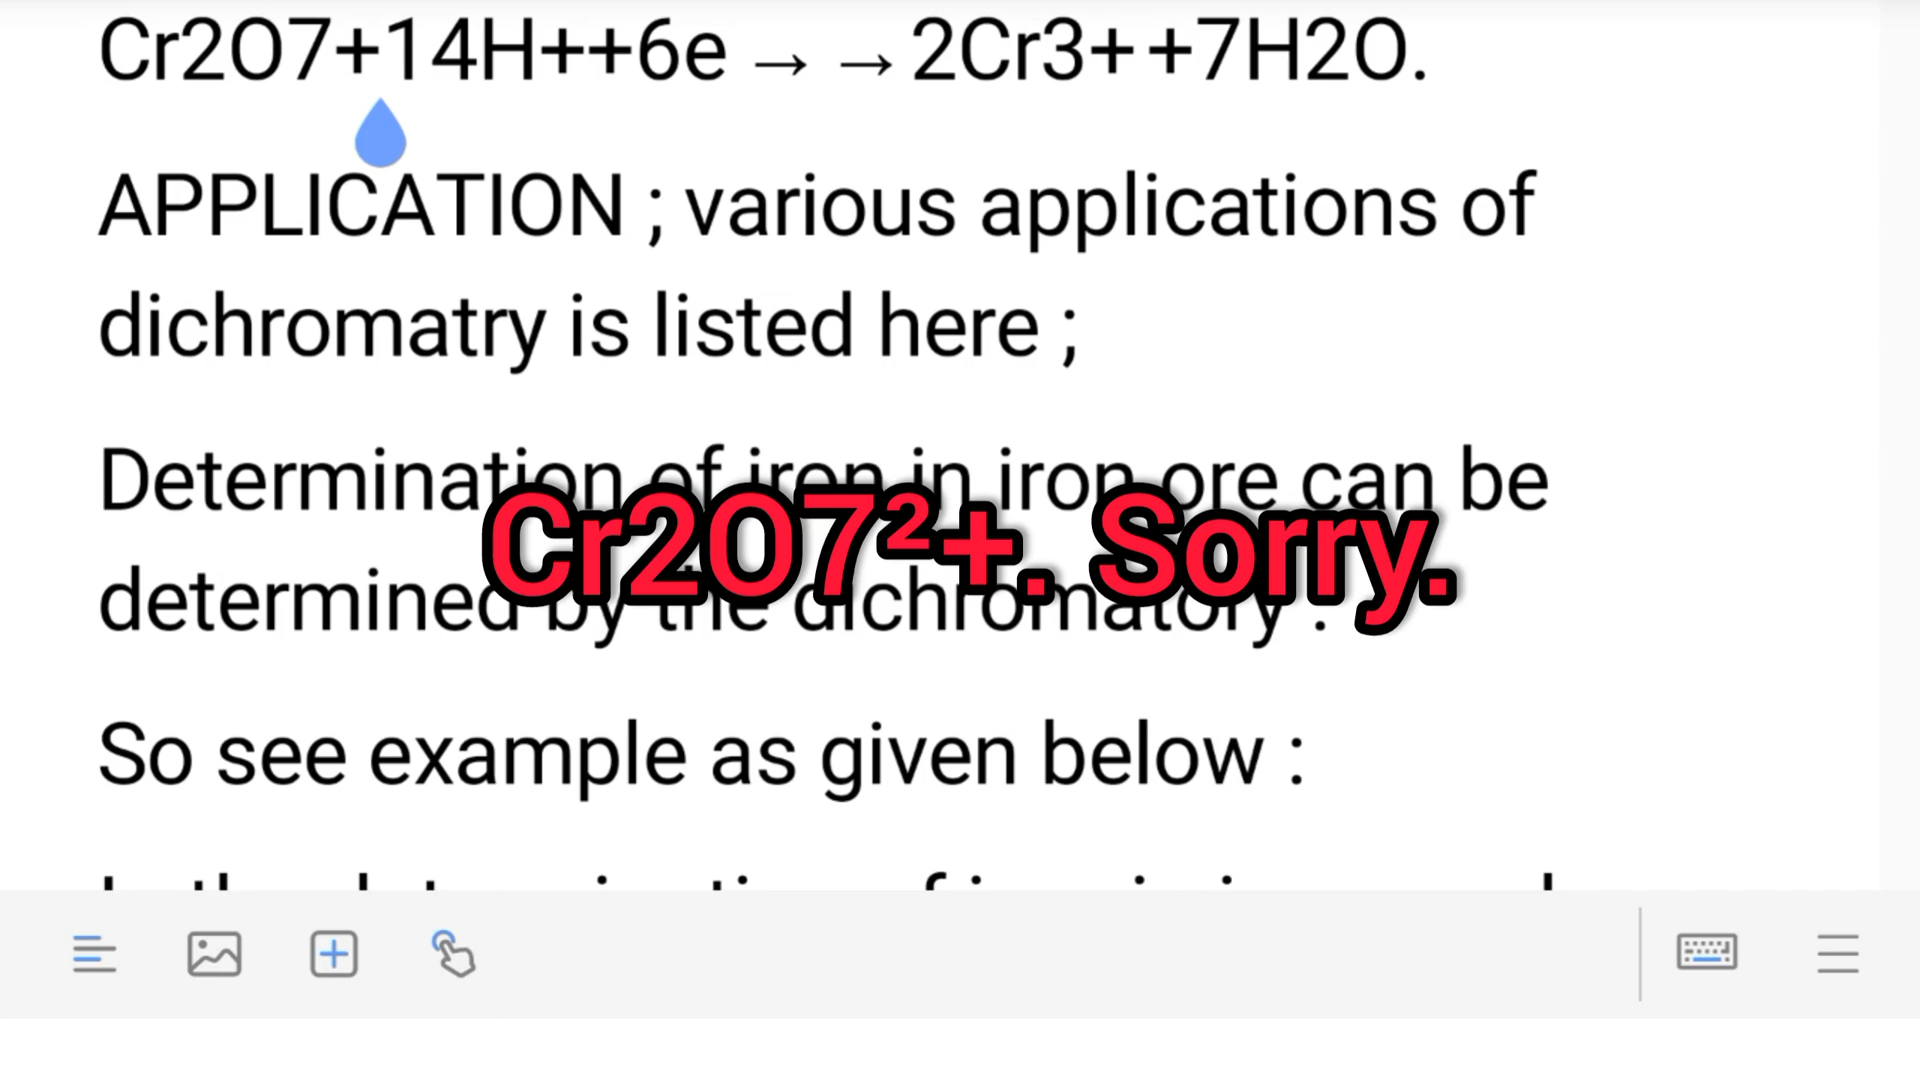 Cr2O7+14H++6e → → 2Cr3+ +7H2O.
APPLICATION ; various applications of
dichromatry is listed here ;
Determination of iron in iron ore can be
Cr2O7²+. Sorry.
determined by the dichromatory .
So see example as given below :